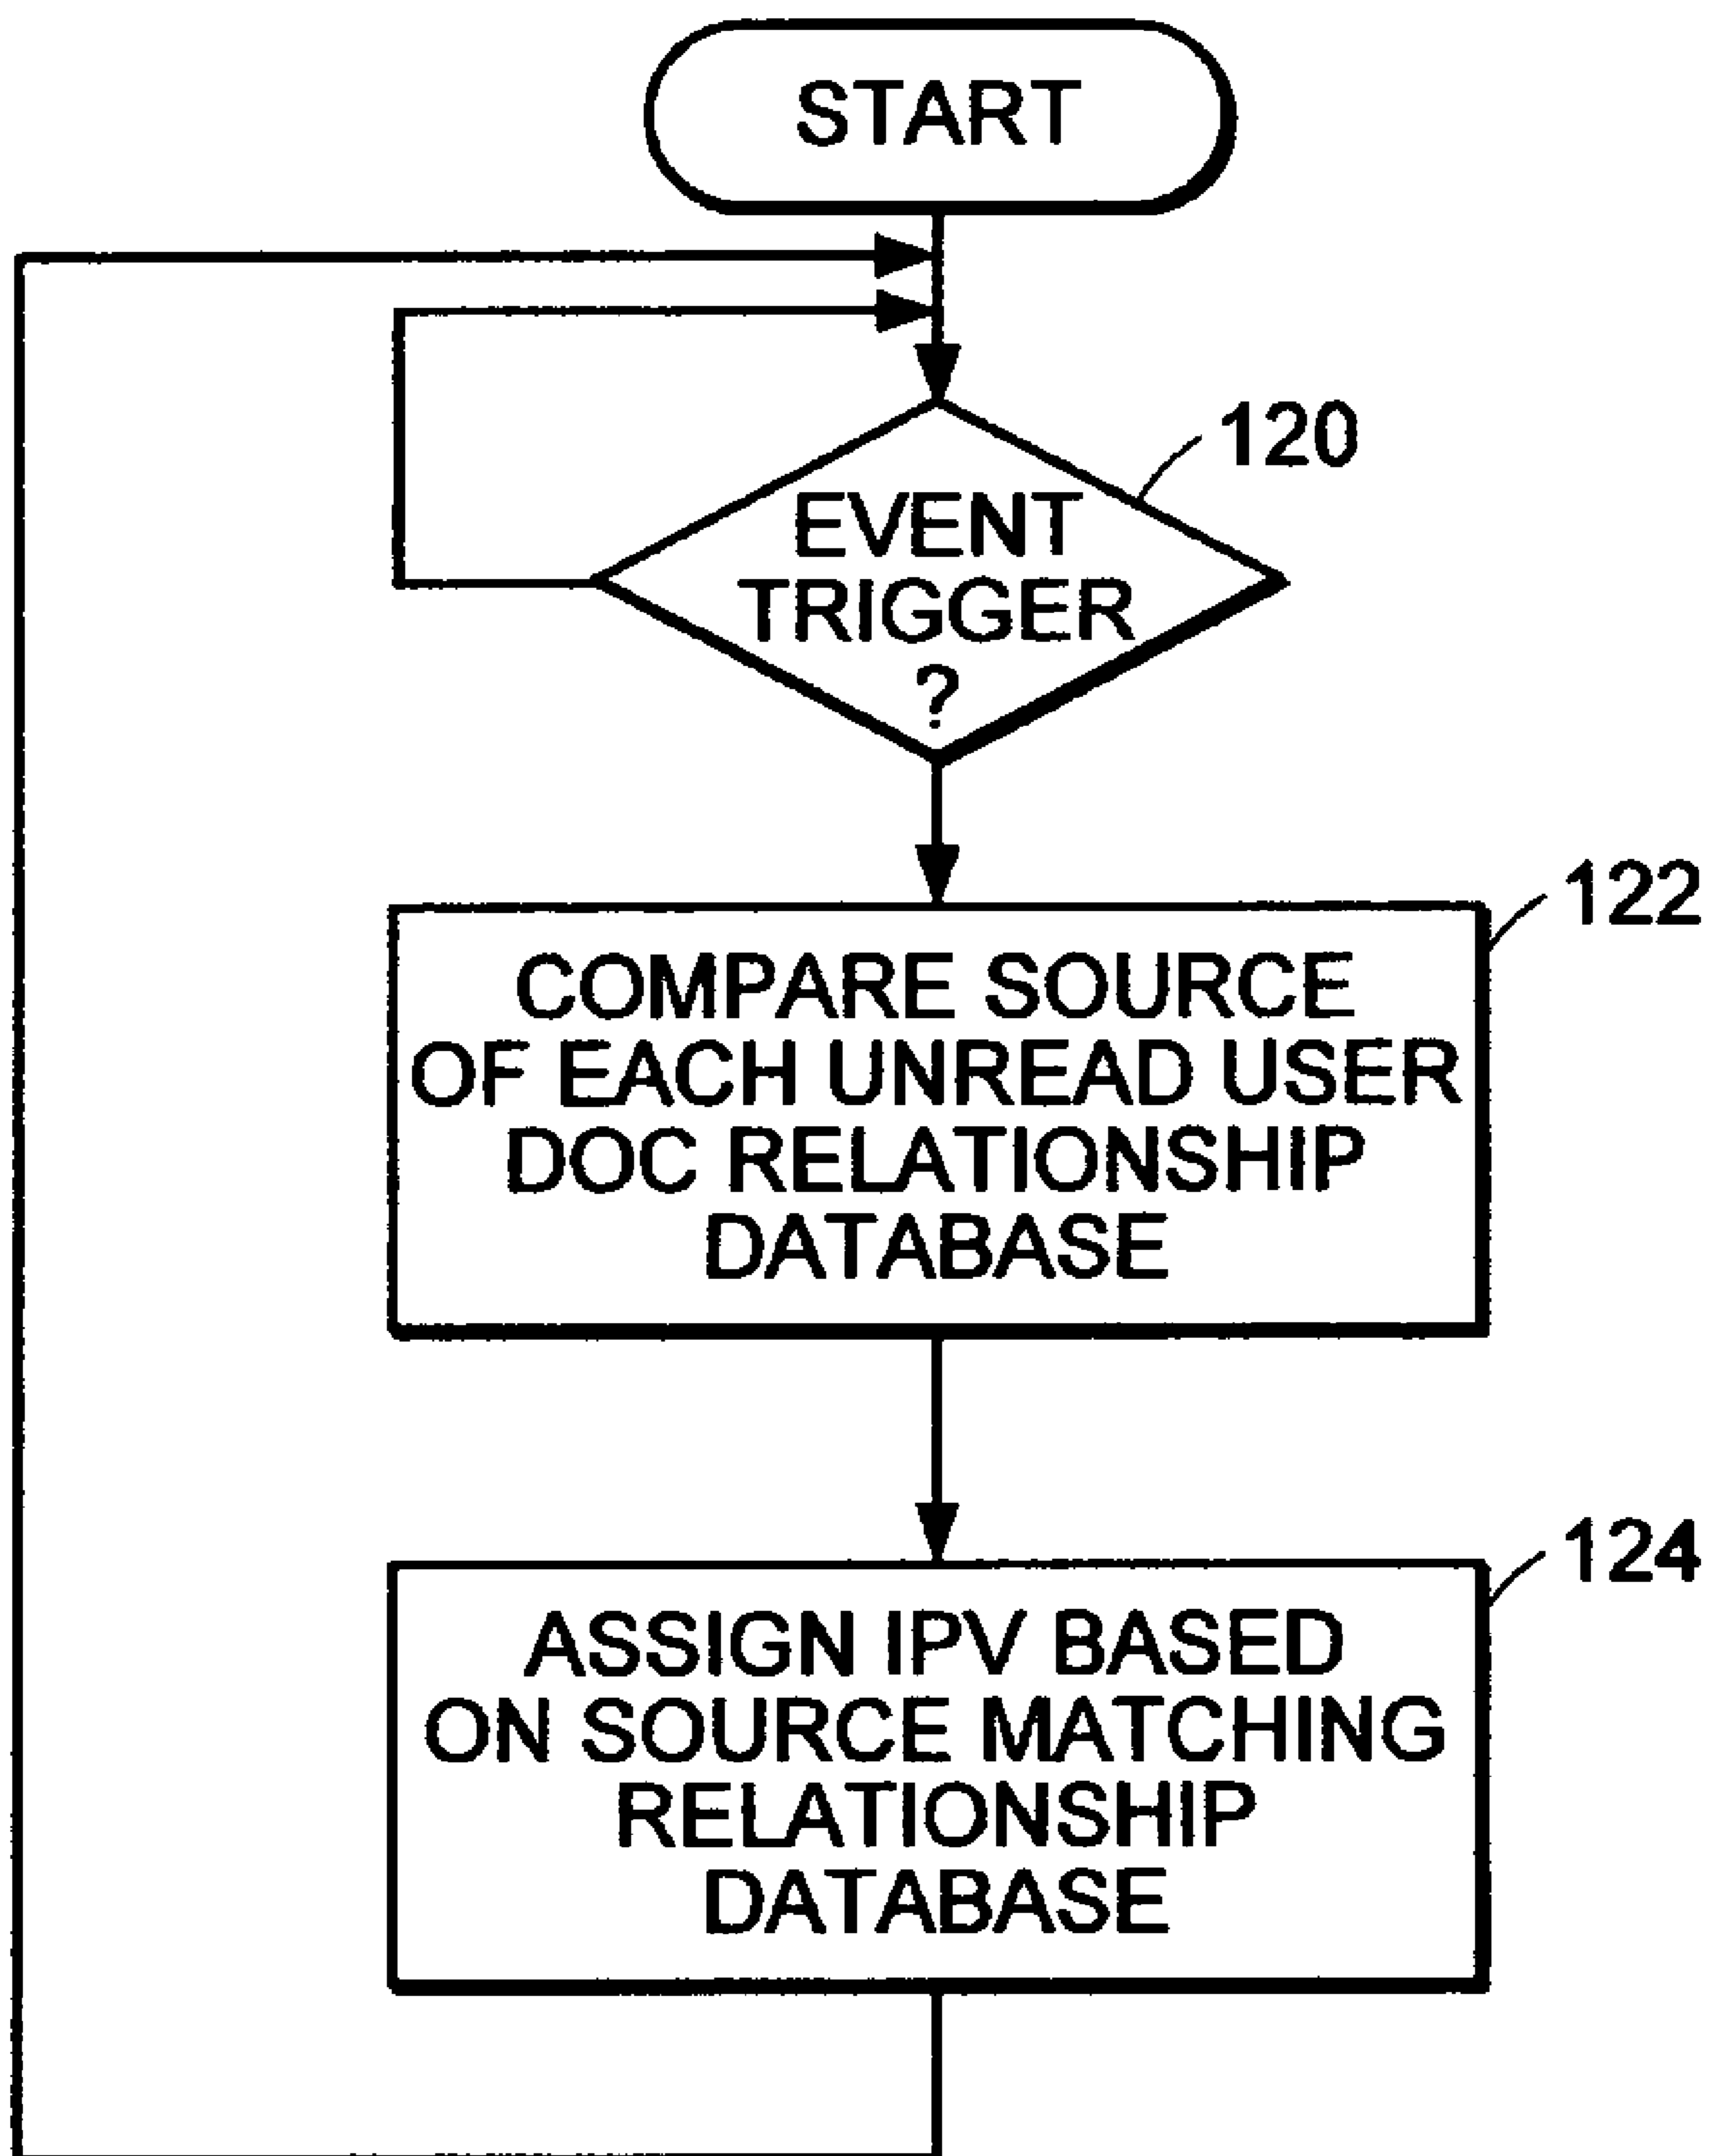 START
120
EVENT
TRIGGER
?
122
COMPARE SOURCE
OF EACH UNREAD USER
DOC RELATIONSHIP
DATABASE
124
ASSIGN IPV BASED
ON SOURCE MATCHING
RELATIONSHIP
DATABASE